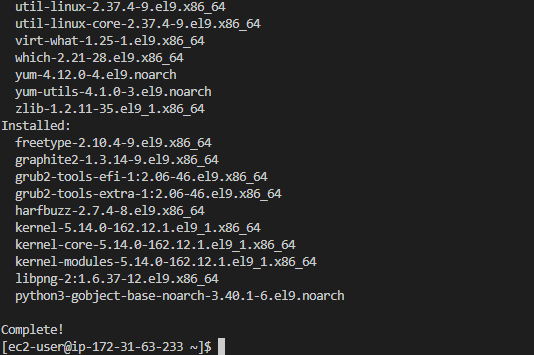 util-linux-2.37.4-9.el9.x86_64
util-linux-core-2.37.4-9.el9.x86_64
virt-what-1.25-1.el9.x86_64
which-2.21-28.el9.x86_64
yum-4.12.0-4.el9.noarch
yum-utils-4.1.0-3.el9.noarch
zlib-1.2.11-35.el9_1.x86_64
Installed:
freetype-2.10.4-9.el9.x86_64
graphite2-1.3.14-9.el9.x86_64
grub2-tools-efi-1:2.06-46.el9.x86_64
grub2-tools-extra-1:2.06-46.el9.x86_64
harfbuzz-2.7.4-8.el9.x86_64
kernel-5.14.0-162.12.1.el9_1.x86_64
kernel-core-5.14.0-162.12.1.el9_1.x86_64
kernel-modules-5.14.0-162.12.1.el9_1.x86_64
libpng-2:1.6.37-12.el9.x86_64
python3-gobject-base-noarch-3.40.1-6.el9.noarch
Complete!
[ec2-user@ip-172-31-63-233 ~]$